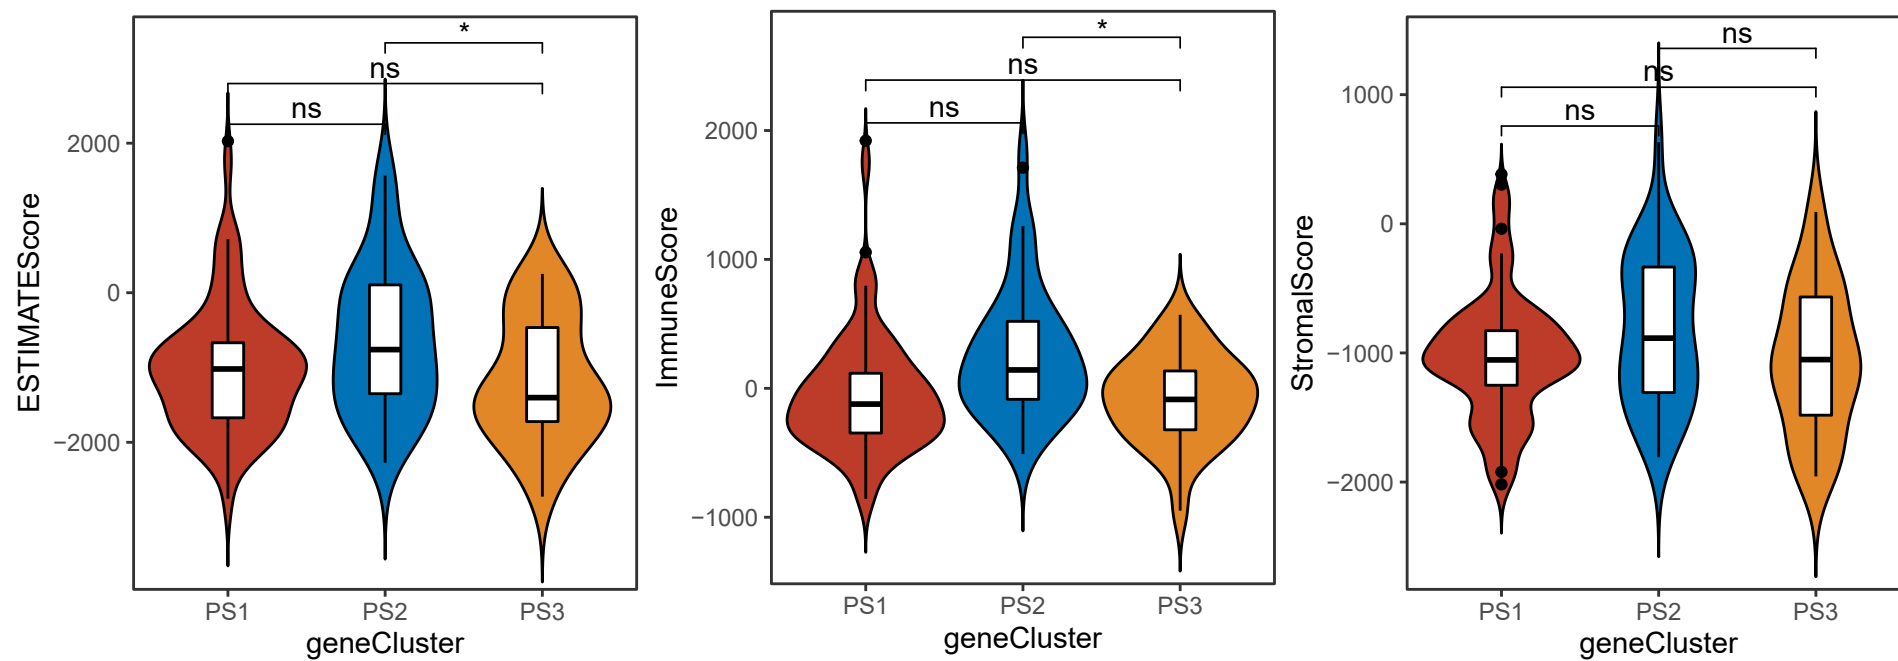 ESTIMATEScore
2000
0
−2000
*
ns
ns
PS1 PS2 PS3
geneCluster
ImmuneScore
2000
1000
0
−1000
*
ns
ns
PS1 PS2 PS3
geneCluster
StromalScore
1000
0
−1000
−2000
ns
ns
ns
PS1 PS2 PS3
geneCluster